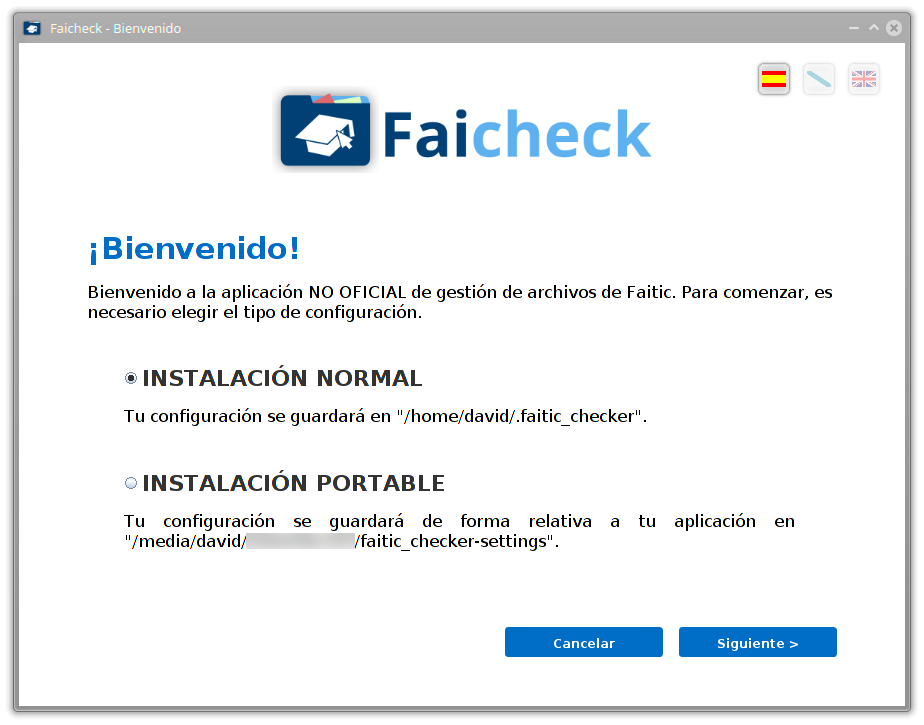 Faicheck - Bienvenido
Faicheck
¡Bienvenido!
Bienvenido a la aplicación NO OFICIAL de gestión de archivos de Faitic. Para comenzar, es
necesario elegir el tipo de configuración.
INSTALACIÓN NORMAL
Tu configuración se guardará en "/home/david/.faitic_checker".
INSTALACIÓN PORTABLE
Tu configuración se guardará de forma relativa a tu aplicación en
"/media/david/ /faitic_checker-settings".
Cancelar
Siguiente >